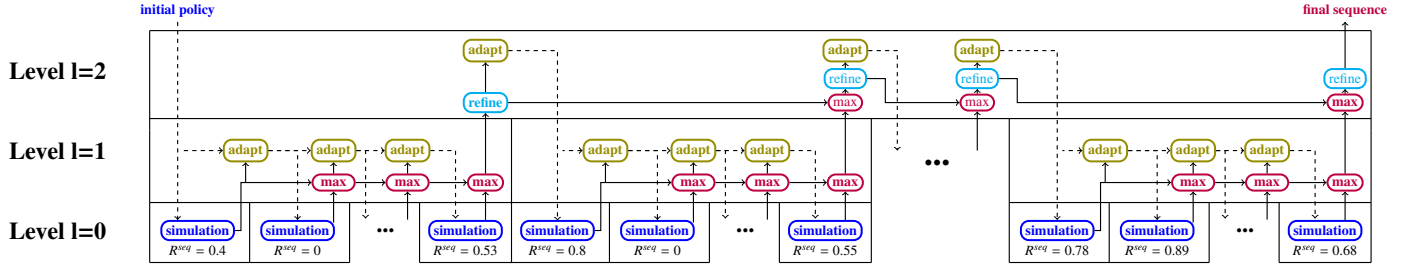 initial policy
final sequence
Level l=2
adapt
adapt
adapt
refine
refine
refine
refine
max
max
max
Level l=1
adapt
adapt
adapt
adapt
adapt
adapt
adapt
adapt
adapt
...
max
max
max
max
max
max
max
max
max
Level l=0
simulation
simulation
...
simulation
simulation
simulation
...
simulation
simulation
simulation
...
simulation
R^seq = 0.4
R^seq = 0
R^seq = 0.53
R^seq = 0.8
R^seq = 0
R^seq = 0.55
R^seq = 0.78
R^seq = 0.89
R^seq = 0.68